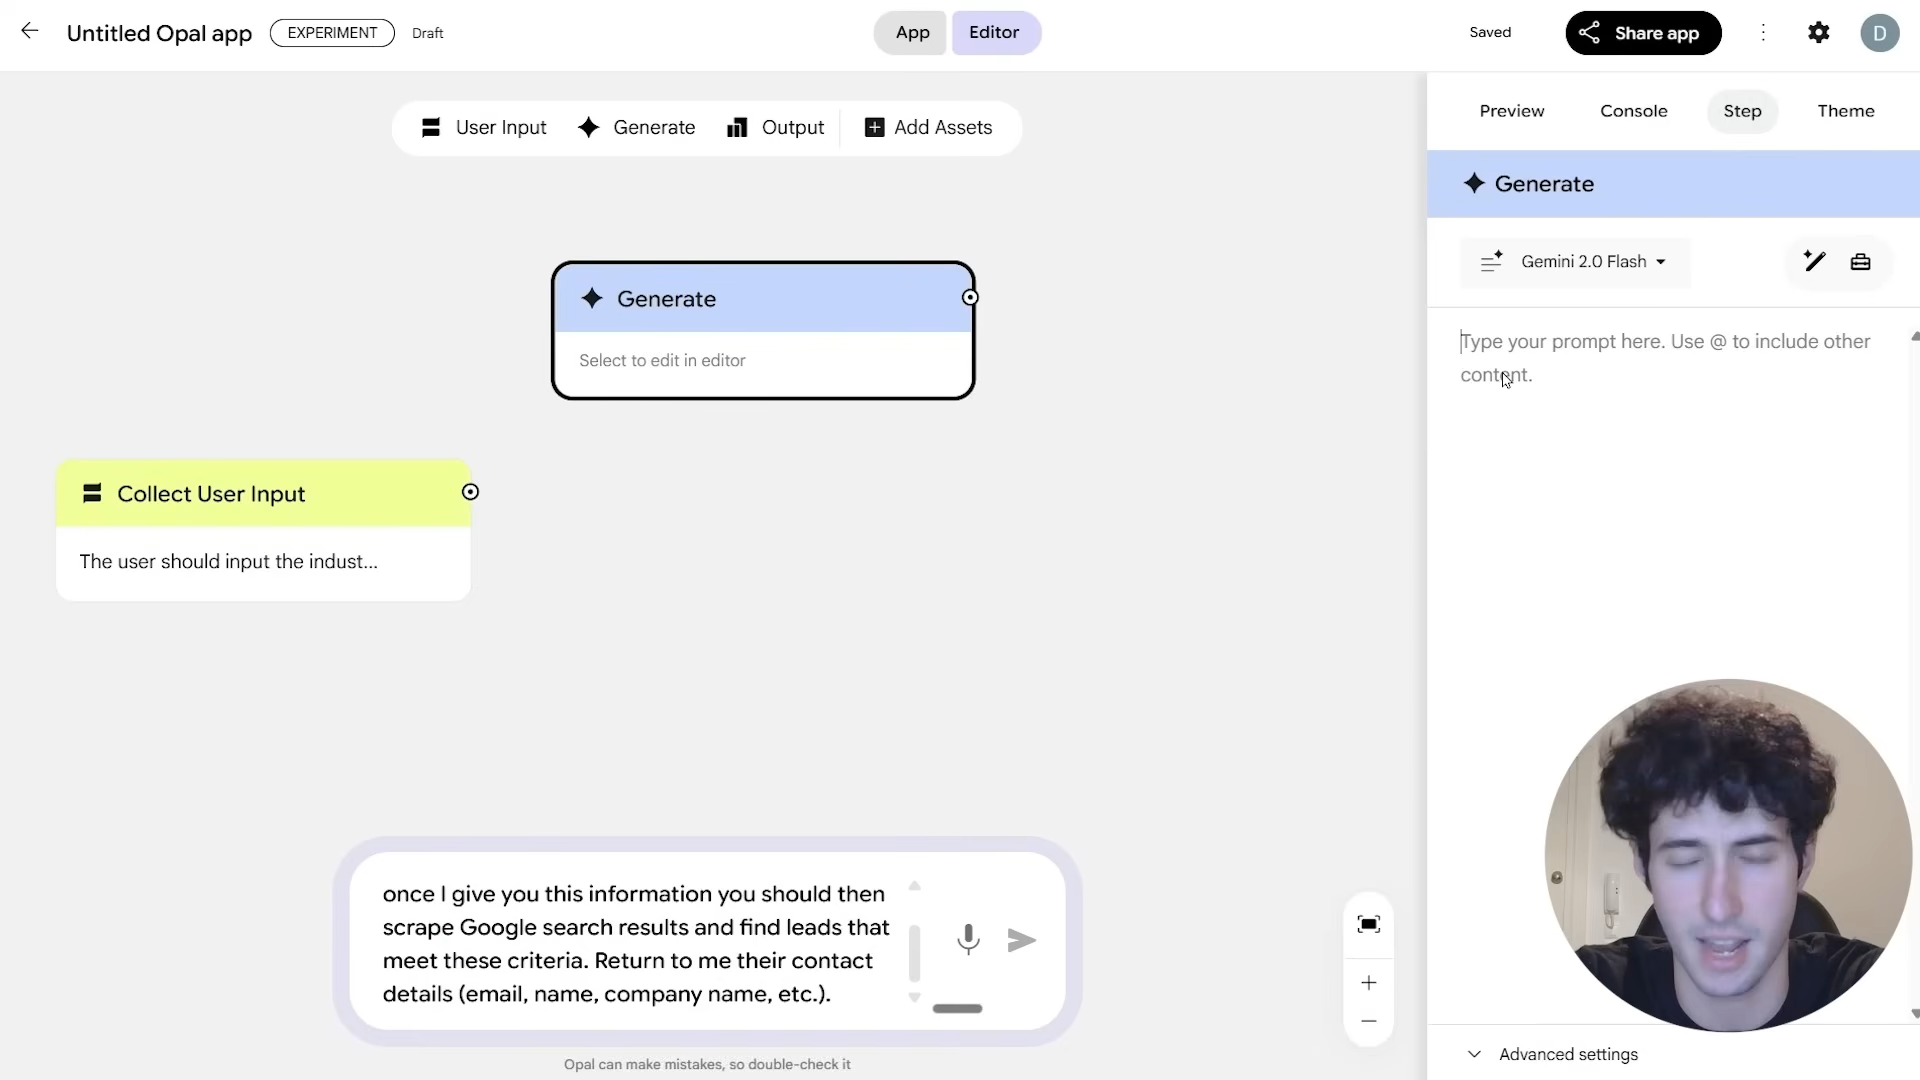 Untitled Opal app
EXPERIMENT
Draft
App
Editor
Saved
Share app
D
User Input
Generate
Output
Add Assets
Preview
Console
Step
Theme
Generate
Gemini 2.0 Flash
Type your prompt here. Use @ to include other
content.
Generate
Select to edit in editor
Collect User Input
The user should input the indust...
once I give you this information you should then
scrape Google search results and find leads that
meet these criteria. Return to me their contact
details (email, name, company name, etc.).
Opal can make mistakes, so double-check it
Advanced settings